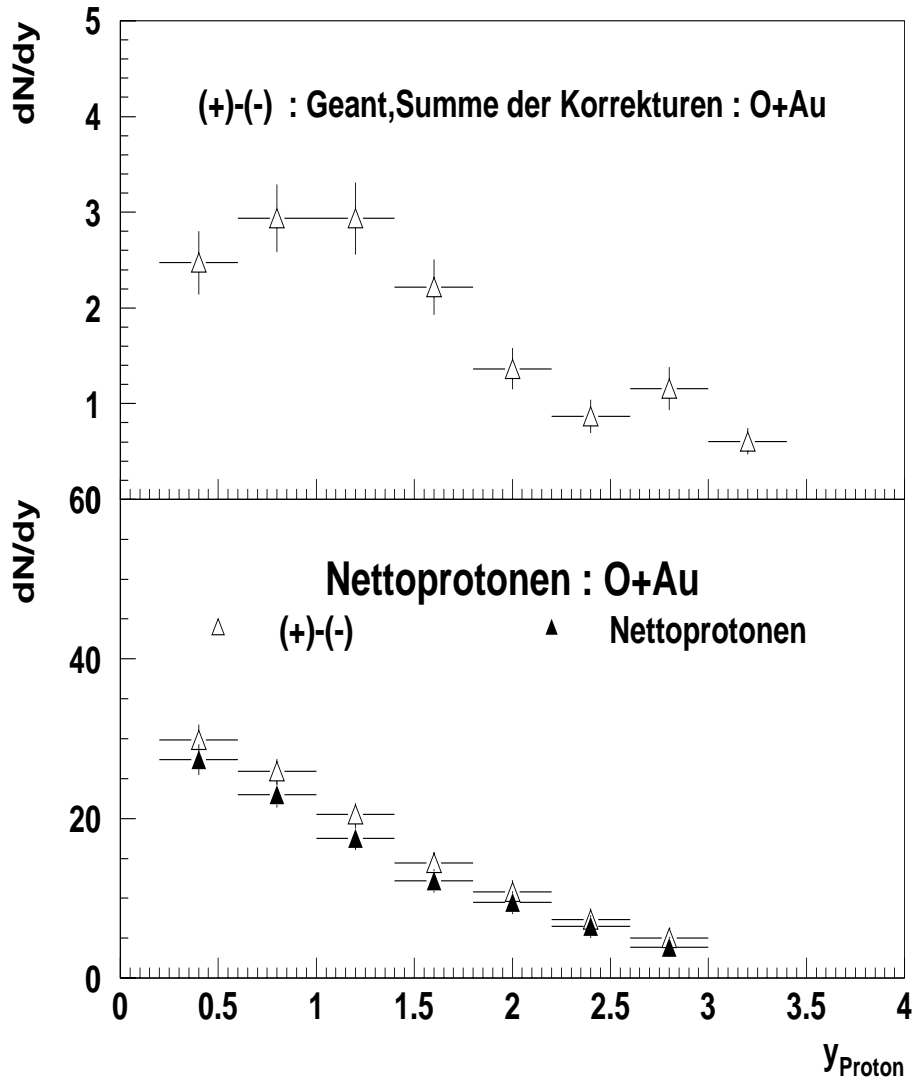 dN/dy
5
4
3
2
1
(+)-(-) : Geant,Summe der Korrekturen : O+Au
dN/dy
60
40
20
0
Nettoprotonen : O+Au
(+)-(-) Nettoprotonen
0 0.5 1 1.5 2 2.5 3 3.5 4
yProton